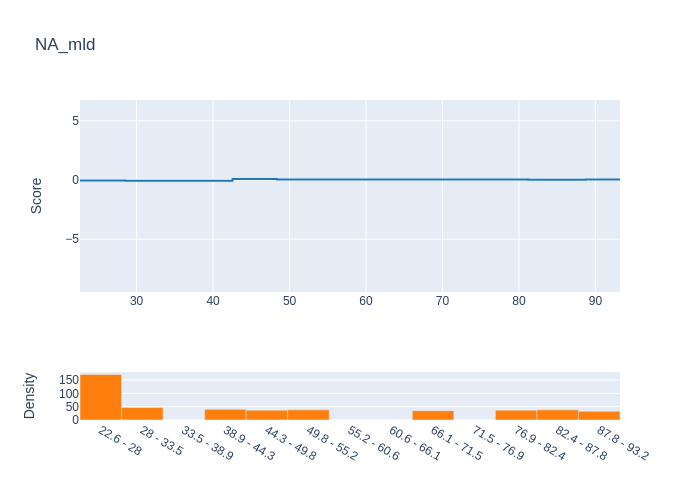 NA_mld
5
0
−5
Score
30 40 50 60 70 80 90
150
100
50
0
Density
22.6 - 28
28 - 33.5
33.5 - 38.9
38.9 - 44.3
44.3 - 49.8
49.8 - 55.2
55.2 - 60.6
60.6 - 66.1
66.1 - 71.5
71.5 - 76.9
76.9 - 82.4
82.4 - 87.8
87.8 - 93.2